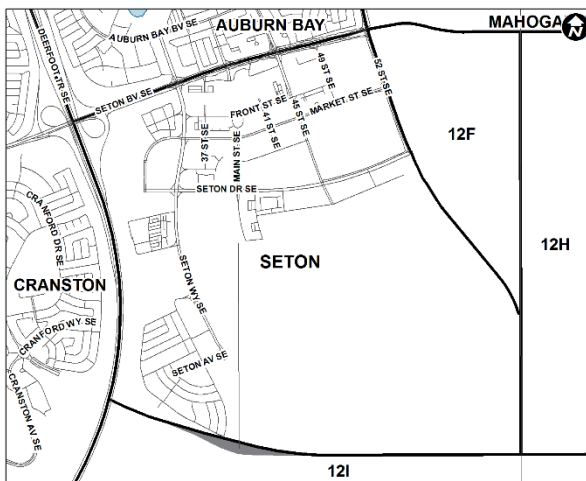 AUBURN BAY
MAHOGA
N
DEERFOOT TR SE
AUBURN BAY BV SE
SETON BV SE
52 ST SE
49 ST SE
45 ST SE
41 ST SE
FRONT ST SE
MARKET ST SE
37 ST SE
MAIN ST SE
12F
SETON DR SE
CRANFORD DR SE
12H
SETON
CRANSTON
SETON WY SE
CRANFORD WY SE
SETON AV SE
CRANSTON AV SE
12I